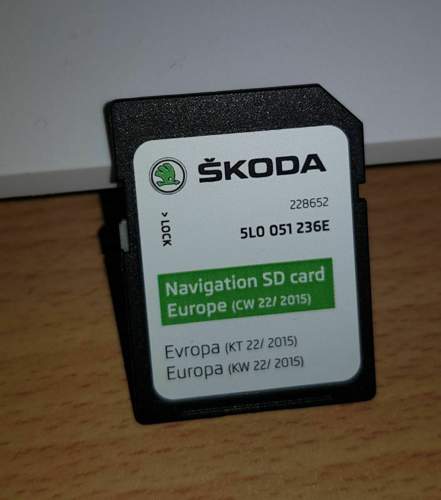 ŠKODA
228652
5L0 051 236E
> LOCK
Navigation SD card
Europe (CW 22/ 2015)
Evropa (KT 22/ 2015)
Europa (KW 22/ 2015)